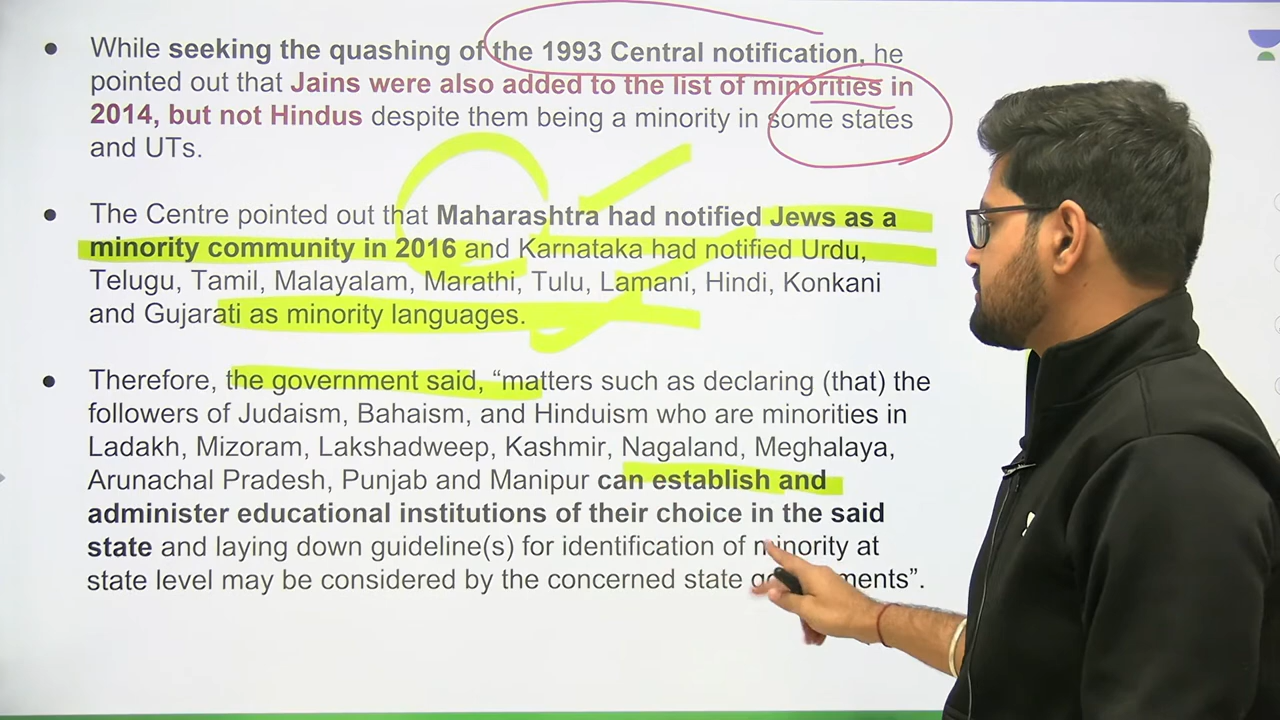 While seeking the quashing of the 1993 Central notification, he
pointed out that Jains were also added to the list of minorities in
2014, but not Hindus despite them being a minority in some states
and UTs.
The Centre pointed out that Maharashtra had notified Jews as a
minority community in 2016 and Karnataka had notified Urdu,
Telugu, Tamil, Malayalam, Marathi, Tulu, Lamani, Hindi, Konkani
and Gujarati as minority languages.
Therefore, the government said, “matters such as declaring (that) the
followers of Judaism, Bahaism, and Hinduism who are minorities in
Ladakh, Mizoram, Lakshadweep, Kashmir, Nagaland, Meghalaya,
Arunachal Pradesh, Punjab and Manipur can establish and
administer educational institutions of their choice in the said
state and laying down guideline(s) for identification of minority at
state level may be considered by the concerned state